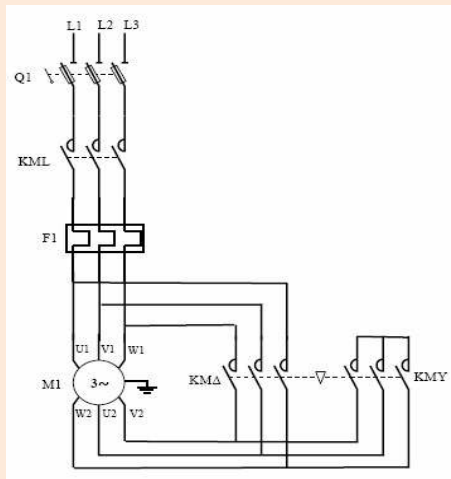 L1 L2 L3
Q1
KML
F1
U1 V1 W1
M1 3~ KMΔ KMY
W2 U2 V2